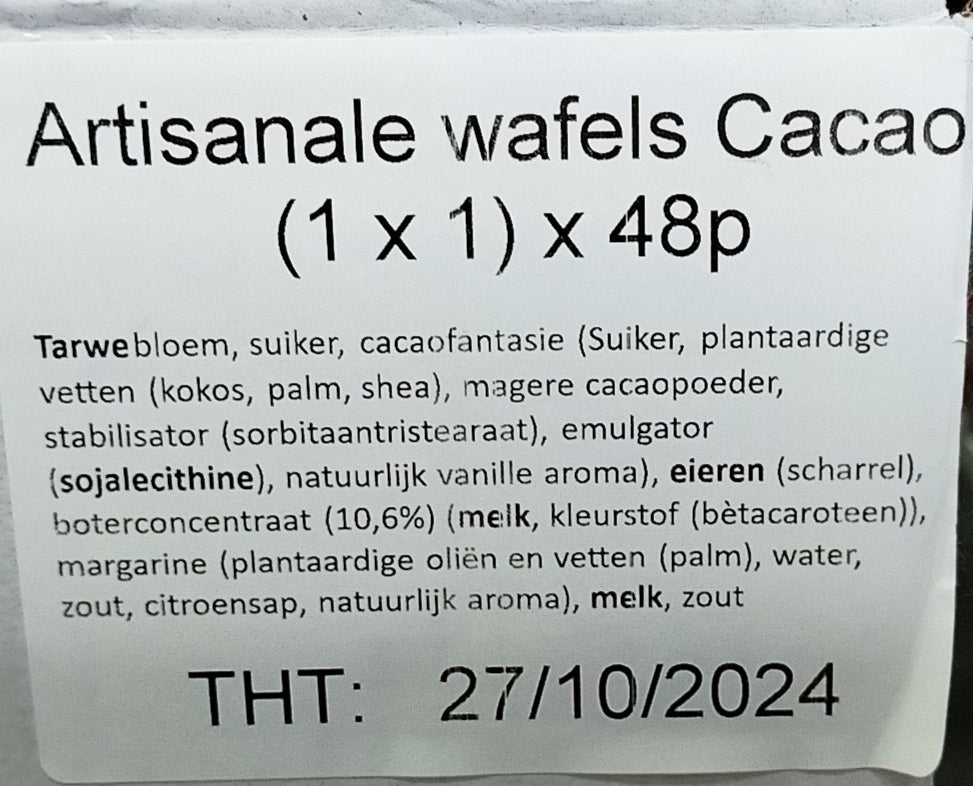 Artisanale wafels Cacao
(1 x 1) x 48p
Tarwebloem, suiker, cacaofantasie (Suiker, plantaardige
vetten (kokos, palm, shea), magere cacaopoeder,
stabilisator (sorbitaantristearaat), emulgator
(sojalecithine), natuurlijk vanille aroma), eieren (scharrel),
boterconcentraat (10,6%) (melk, kleurstof (bètacaroteen)),
margarine (plantaardige oliën en vetten (palm), water,
zout, citroensap, natuurlijk aroma), melk, zout
THT: 27/10/2024